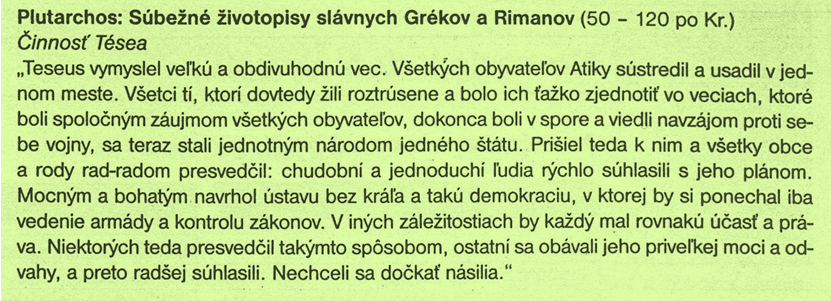 Plutarchos: Súbežné životopisy slávnych Grékov a Rimanov (50 – 120 po Kr.)
Činnosť Tésea
„Teseus vymyslel veľkú a obdivuhodnú vec. Všetkých obyvateľov Atiky sústredil a usadil v jed-
nom meste. Všetci tí, ktorí dovtedy žili roztrúsene a bolo ich ťažko zjednotiť vo veciach, ktoré
boli spoločným záujmom všetkých obyvateľov, dokonca boli v spore a viedli navzájom proti se-
be vojny, sa teraz stali jednotným národom jedného štátu. Prišiel teda k nim a všetky obce
a rody rad-radom presvedčil: chudobní a jednoduchí ľudia rýchlo súhlasili s jeho plánom.
Mocným a bohatým navrhol ústavu bez kráľa a takú demokraciu, v ktorej by si ponechal iba
vedenie armády a kontrolu zákonov. V iných záležitostiach by každý mal rovnakú účasť a prá-
va. Niektorých teda presvedčil takýmto spôsobom, ostatní sa obávali jeho priveľkej moci a od-
vahy, a preto radšej súhlasili. Nechceli sa dočkať násilia.“